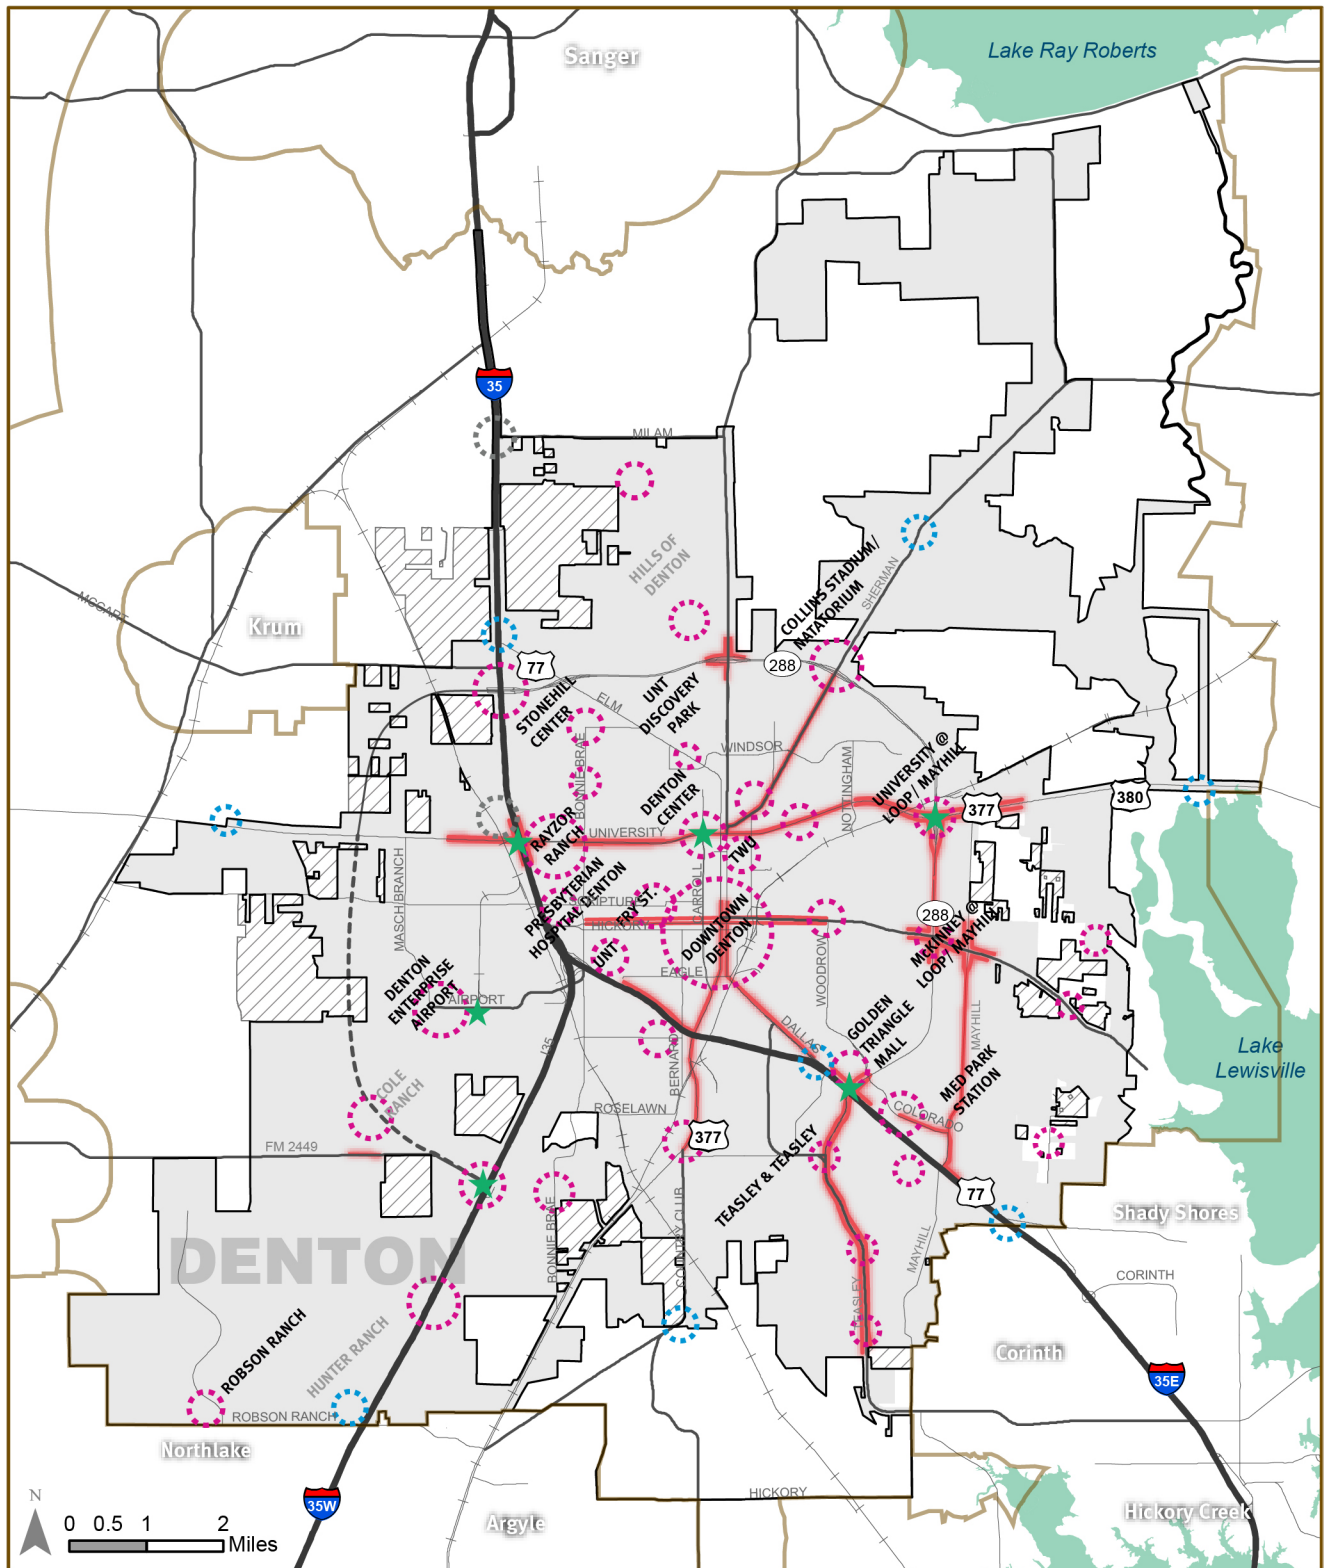 Sanger
Lake Ray Roberts
35
MILAM
HILLS OF
DENTON
COLLINS STADIUM/
NATATORIUM
SHERMAN
MCCART
Krum
77
288
STONEHILL
CENTER
ELM
UNT
DISCOVERY
PARK
WINDSOR
BONNIE BRAE
NOTTINGHAM
UNIVERSITY @
LOOP / MAYHILL
377
380
DENTON
CENTER
RAYZOR
RANCH
UNIVERSITY
TWU
MASCH BRANCH
PRESBYTERIAN
HOSPITAL DENTON
SCRIPTURE
FRY ST.
CARROLL
HICKORY
DOWNTOWN
DENTON
288
McKINNEY @
LOOP / MAYHILL
UNT
EAGLE
WOODROW
DENTON
ENTERPRISE
AIRPORT
AIRPORT
I35
DALLAS
GOLDEN
TRIANGLE
MALL
MAYHILL
BERNARD
MED PARK
STATION
Lake
Lewisville
COLE
RANCH
ROSELAWN
COLORADO
FM 2449
377
TEASLEY & TEASLEY
77
Shady Shores
DENTON
BONNIE BRAE
COUNTRY CLUB
MAYHILL
TEASLEY
CORINTH
Corinth
35E
ROBSON RANCH
HUNTER RANCH
ROBSON RANCH
Northlake
35W
Argyle
HICKORY
Hickory Creek
N
0 0.5 1 2
Miles